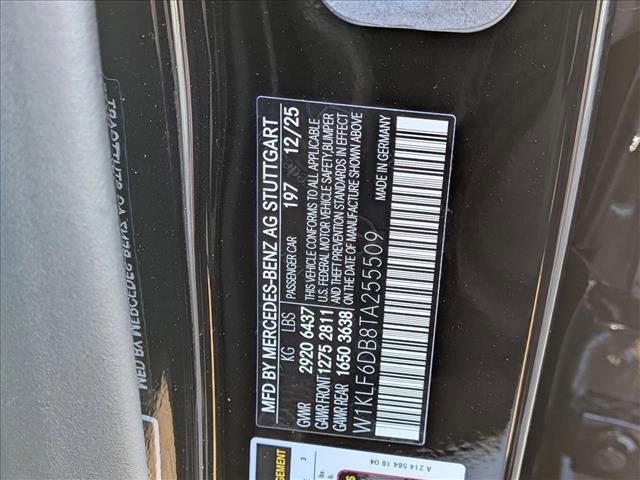 MFD BY MERCEDES-BENZ AG STUTTGART
KG LBS PASSENGER CAR 197 12/25
GVWR 2920 6437
GAWR FRONT 1275 2811
GAWR REAR 1650 3638
THIS VEHICLE CONFORMS TO ALL APPLICABLE
U.S. FEDERAL MOTOR VEHICLE SAFETY, BUMPER
AND THEFT PREVENTION STANDARDS IN EFFECT
ON DATE OF MANUFACTURE SHOWN ABOVE
W1KLF6DB8TA255509
MADE IN GERMANY
A 214 584 18 04